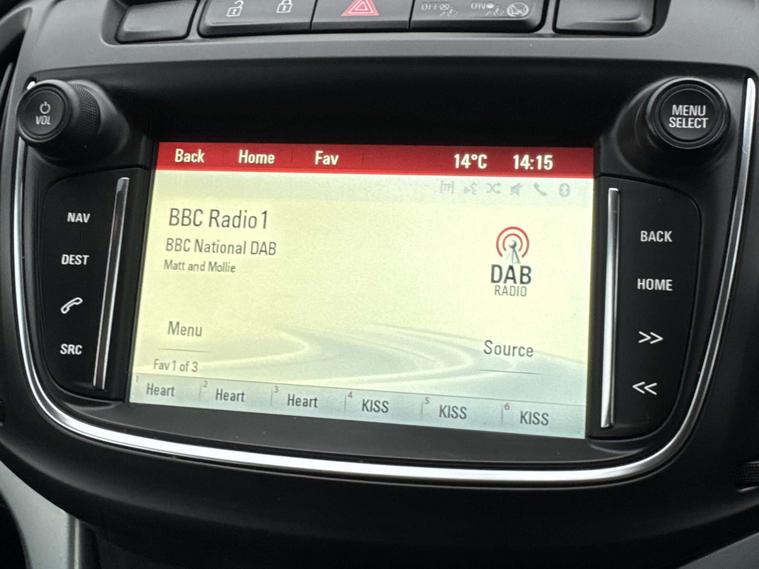 OFF ON
VOL
MENU
SELECT
Back Home Fav 14°C 14:15
NAV
DEST
SRC
BBC Radio1
BBC National DAB
Matt and Mollie
DAB
RADIO
Menu
Source
Fav 1 of 3
1 Heart 2 Heart 3 Heart 4 KISS 5 KISS 6 KISS
BACK
HOME
>>
<<